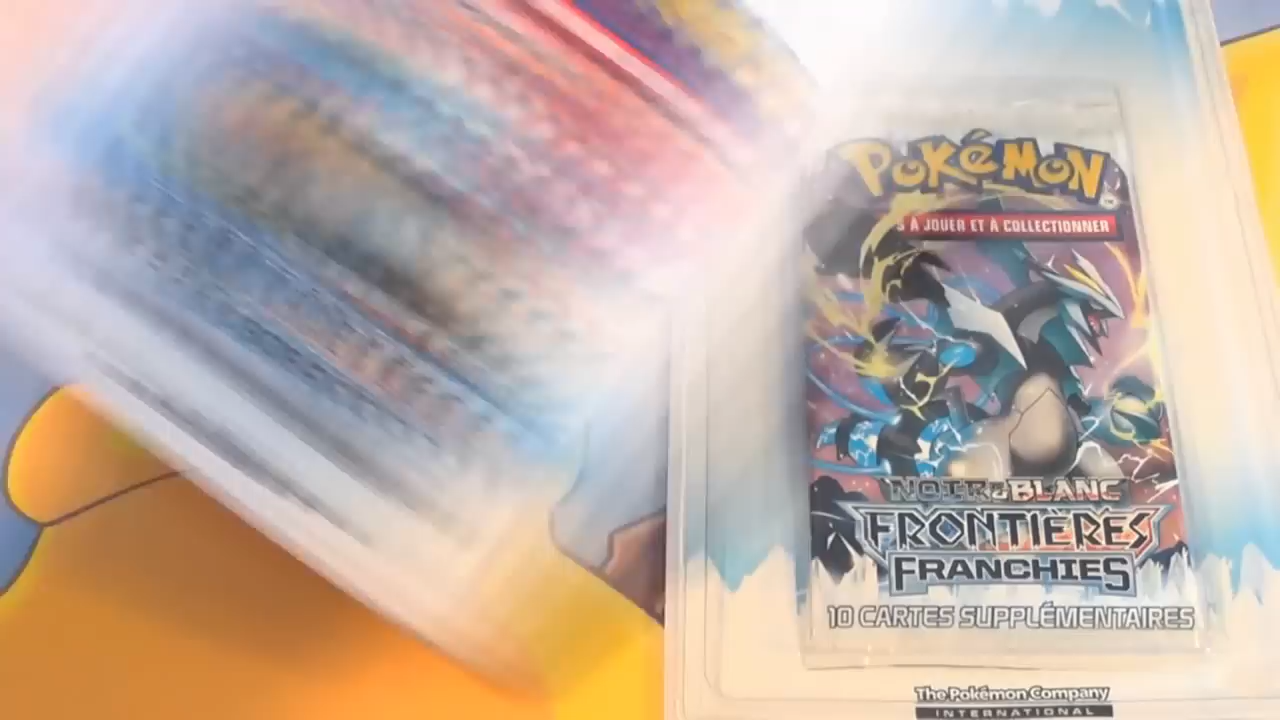 POKÉMON
S À JOUER ET À COLLECTIONNER
NOIR & BLANC
FRONTIÈRES
FRANCHIES
10 CARTES SUPPLÉMENTAIRES
The Pokémon Company
INTERNATIONAL